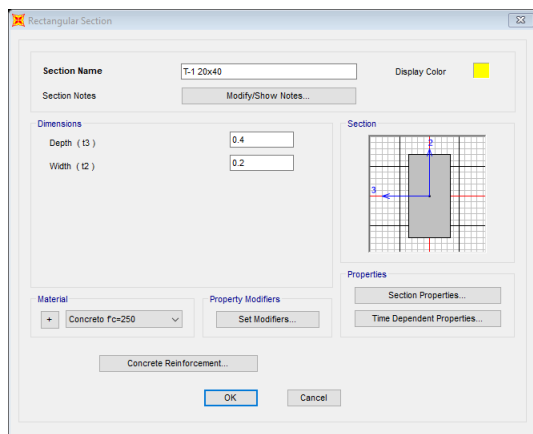 Rectangular Section
Section Name
T-1 20x40
Display Color
Section Notes
Modify/Show Notes...
Dimensions
Depth ( t3 )
0.4
Width ( t2 )
0.2
Section
2
3
Properties
Section Properties...
Time Dependent Properties...
Material
+
Concreto f'c=250
Property Modifiers
Set Modifiers...
Concrete Reinforcement...
OK
Cancel